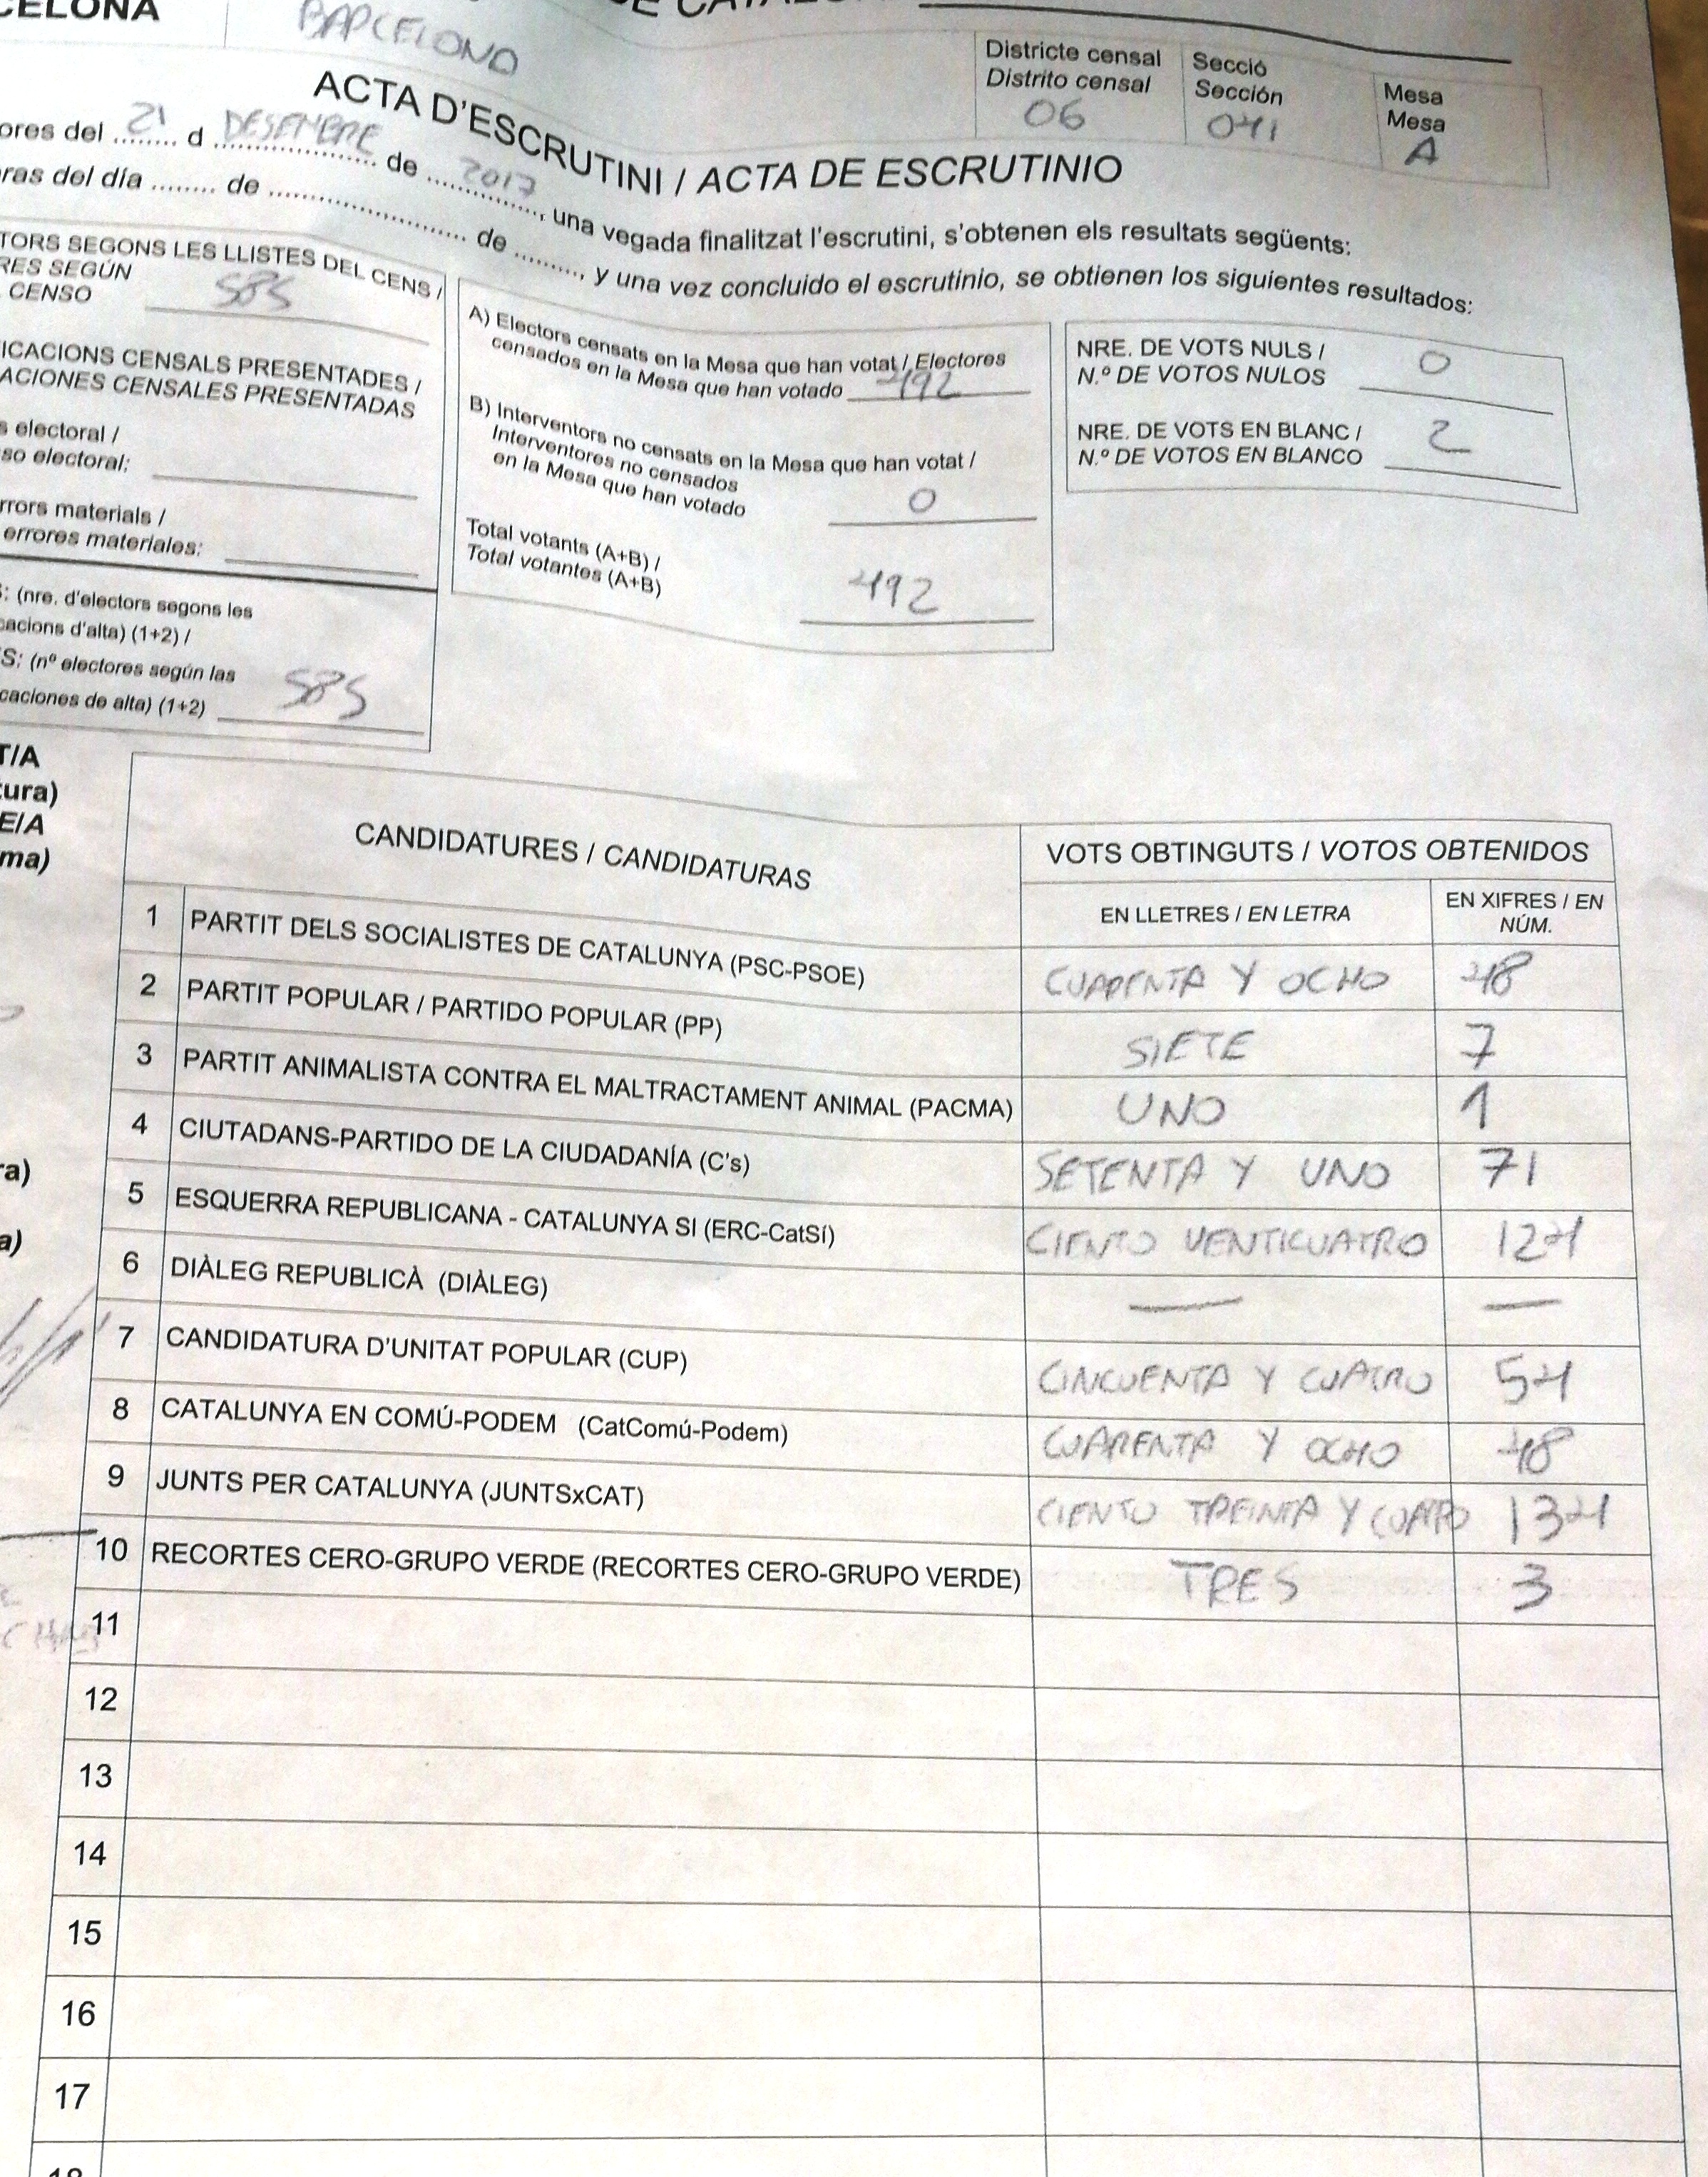 CELONA
BARCELONA
DE CATAL
Districte censal
Distrito censal
06
Secció
Sección
041
Mesa
Mesa
A
ACTA D'ESCRUTINI / ACTA DE ESCRUTINIO
ores del 21 d DESEMBRE de 2017, una vegada finalitzat l'escrutini, s'obtenen els resultats següents:
ras del día ........ de ........ de ........, y una vez concluido el escrutinio, se obtienen los siguientes resultados:
TORS SEGONS LES LLISTES DEL CENS /
RES SEGÚN
CENSO 585
ICACIONS CENSALS PRESENTADES /
ACIONES CENSALES PRESENTADAS
s electoral /
so electoral:
rrors materials /
errores materiales:
S: (nre. d'electors segons les
cacions d'alta) (1+2) /
S: (nº electores según las
caciones de alta) (1+2) 585
A) Electors censats en la Mesa que han votat / Electores
censados en la Mesa que han votado 492
B) Interventors no censats en la Mesa que han votat /
Interventores no censados
en la Mesa que han votado 0
Total votants (A+B) /
Total votantes (A+B) 492
NRE. DE VOTS NULS /
N.º DE VOTOS NULOS 0
NRE. DE VOTS EN BLANC /
N.º DE VOTOS EN BLANCO 2
T/A
tura)
E/A
ma)
ra)
a)
CANDIDATURES / CANDIDATURAS
VOTS OBTINGUTS / VOTOS OBTENIDOS
EN LLETRES / EN LETRA
EN XIFRES / EN
NÚM.
1 PARTIT DELS SOCIALISTES DE CATALUNYA (PSC-PSOE) CUARENTA Y OCHO 48
2 PARTIT POPULAR / PARTIDO POPULAR (PP) SIETE 7
3 PARTIT ANIMALISTA CONTRA EL MALTRACTAMENT ANIMAL (PACMA) UNO 1
4 CIUTADANS-PARTIDO DE LA CIUDADANÍA (C's) SETENTA Y UNO 71
5 ESQUERRA REPUBLICANA - CATALUNYA SI (ERC-CatSí) CIENTO VENTICUATRO 124
6 DIÀLEG REPUBLICÀ (DIÀLEG) — —
7 CANDIDATURA D'UNITAT POPULAR (CUP) CINCUENTA Y CUATRO 54
8 CATALUNYA EN COMÚ-PODEM (CatComú-Podem) CUARENTA Y OCHO 48
9 JUNTS PER CATALUNYA (JUNTSxCAT) CIENTO TREINTA Y CUATRO 134
10 RECORTES CERO-GRUPO VERDE (RECORTES CERO-GRUPO VERDE) TRES 3
11
12
13
14
15
16
17
18